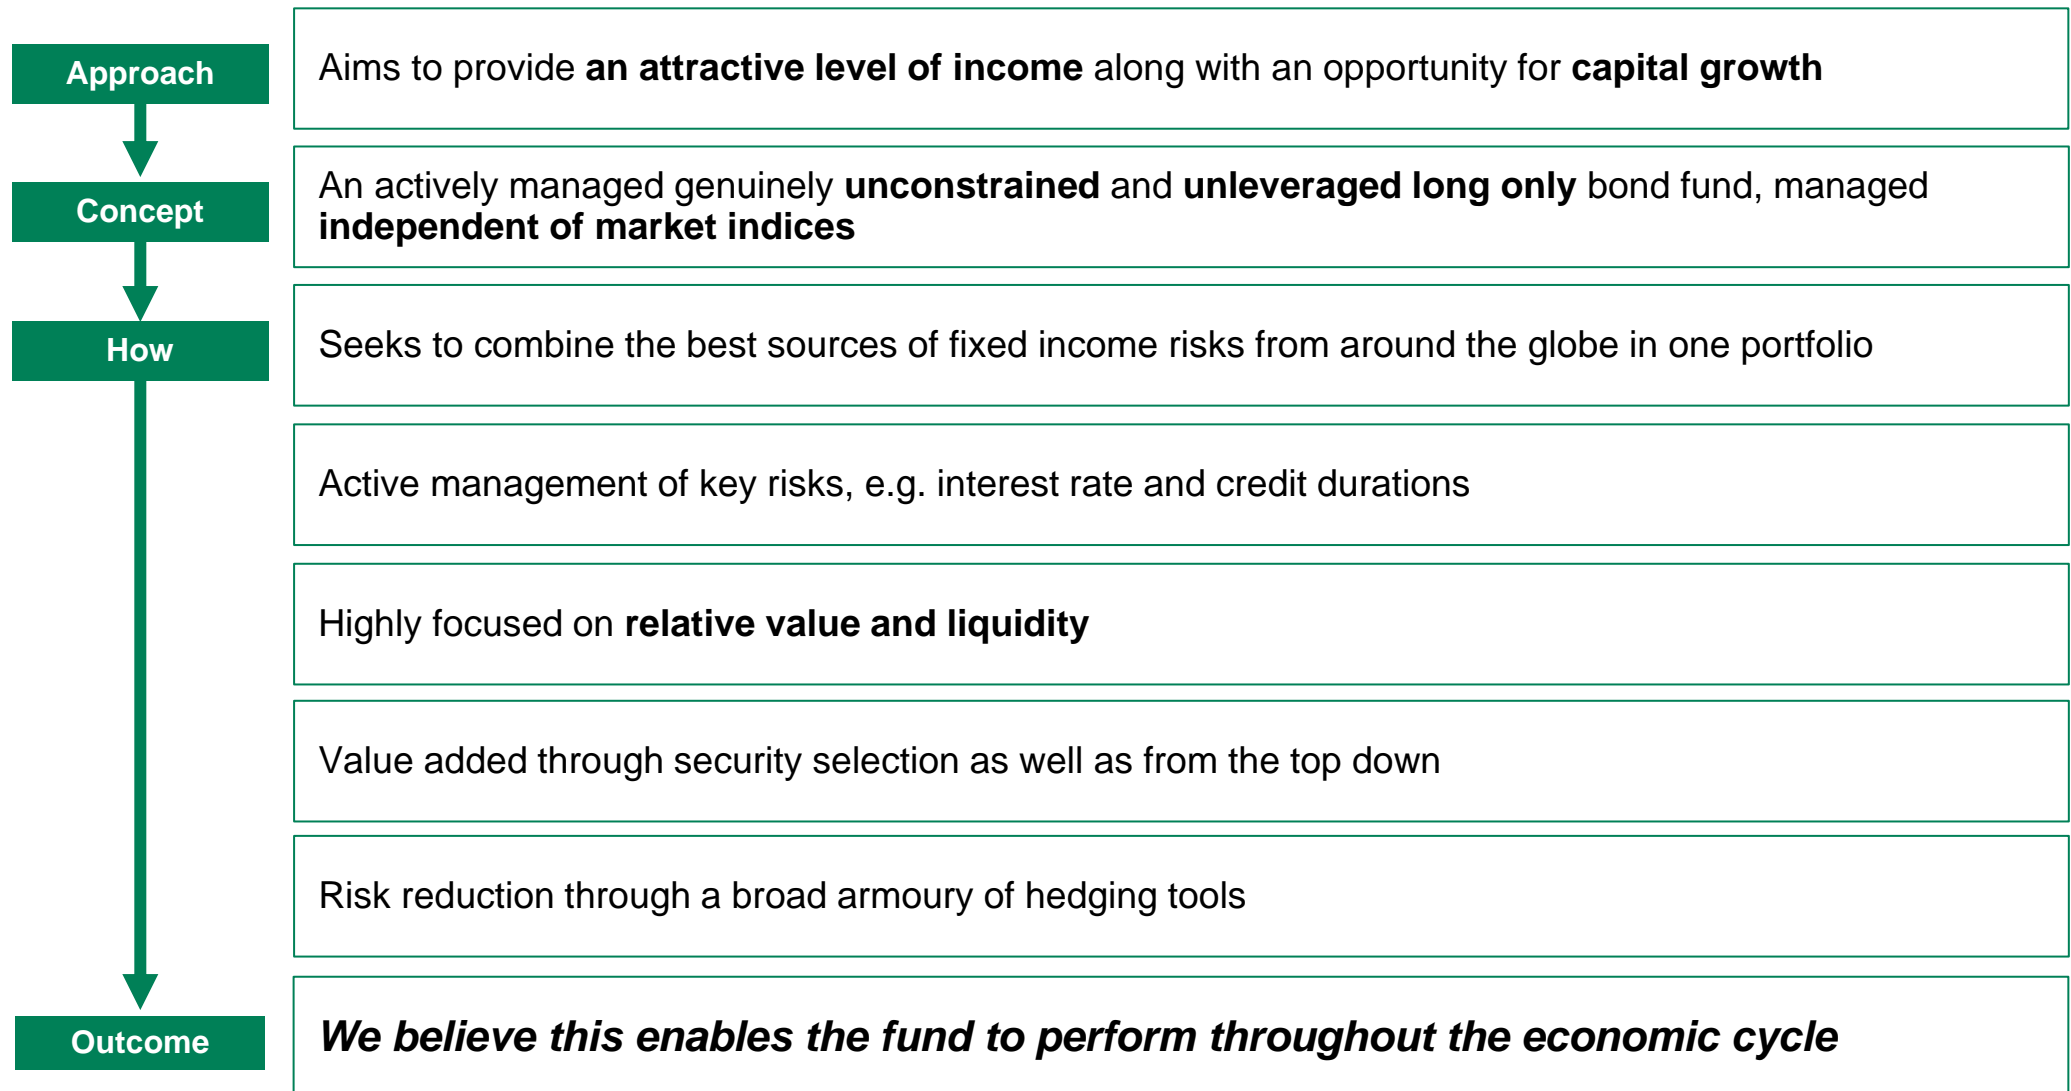 Approach
Aims to provide an attractive level of income along with an opportunity for capital growth
Concept
An actively managed genuinely unconstrained and unleveraged long only bond fund, managed
independent of market indices
How
Seeks to combine the best sources of fixed income risks from around the globe in one portfolio
Active management of key risks, e.g. interest rate and credit durations
Highly focused on relative value and liquidity
Value added through security selection as well as from the top down
Risk reduction through a broad armoury of hedging tools
Outcome
We believe this enables the fund to perform throughout the economic cycle